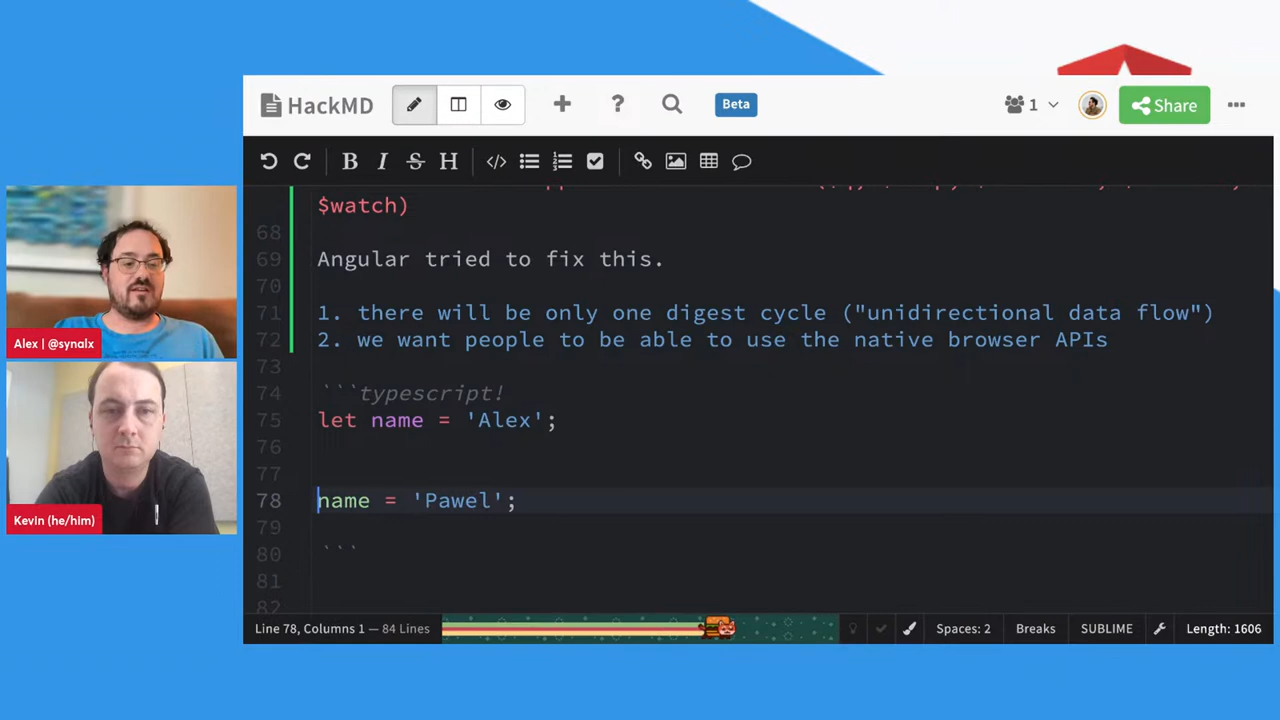 HackMD
Beta
1
Share
B I S H
$watch)
68
69 Angular tried to fix this.
70
71 1. there will be only one digest cycle ("unidirectional data flow")
72 2. we want people to be able to use the native browser APIs
73
74 ```typescript!
75 let name = 'Alex';
76
77
78 name = 'Pawel';
79
80 ```
81
82
Alex | @synalx
Kevin (he/him)
Line 78, Columns 1 — 84 Lines
Spaces: 2
Breaks
SUBLIME
Length: 1606